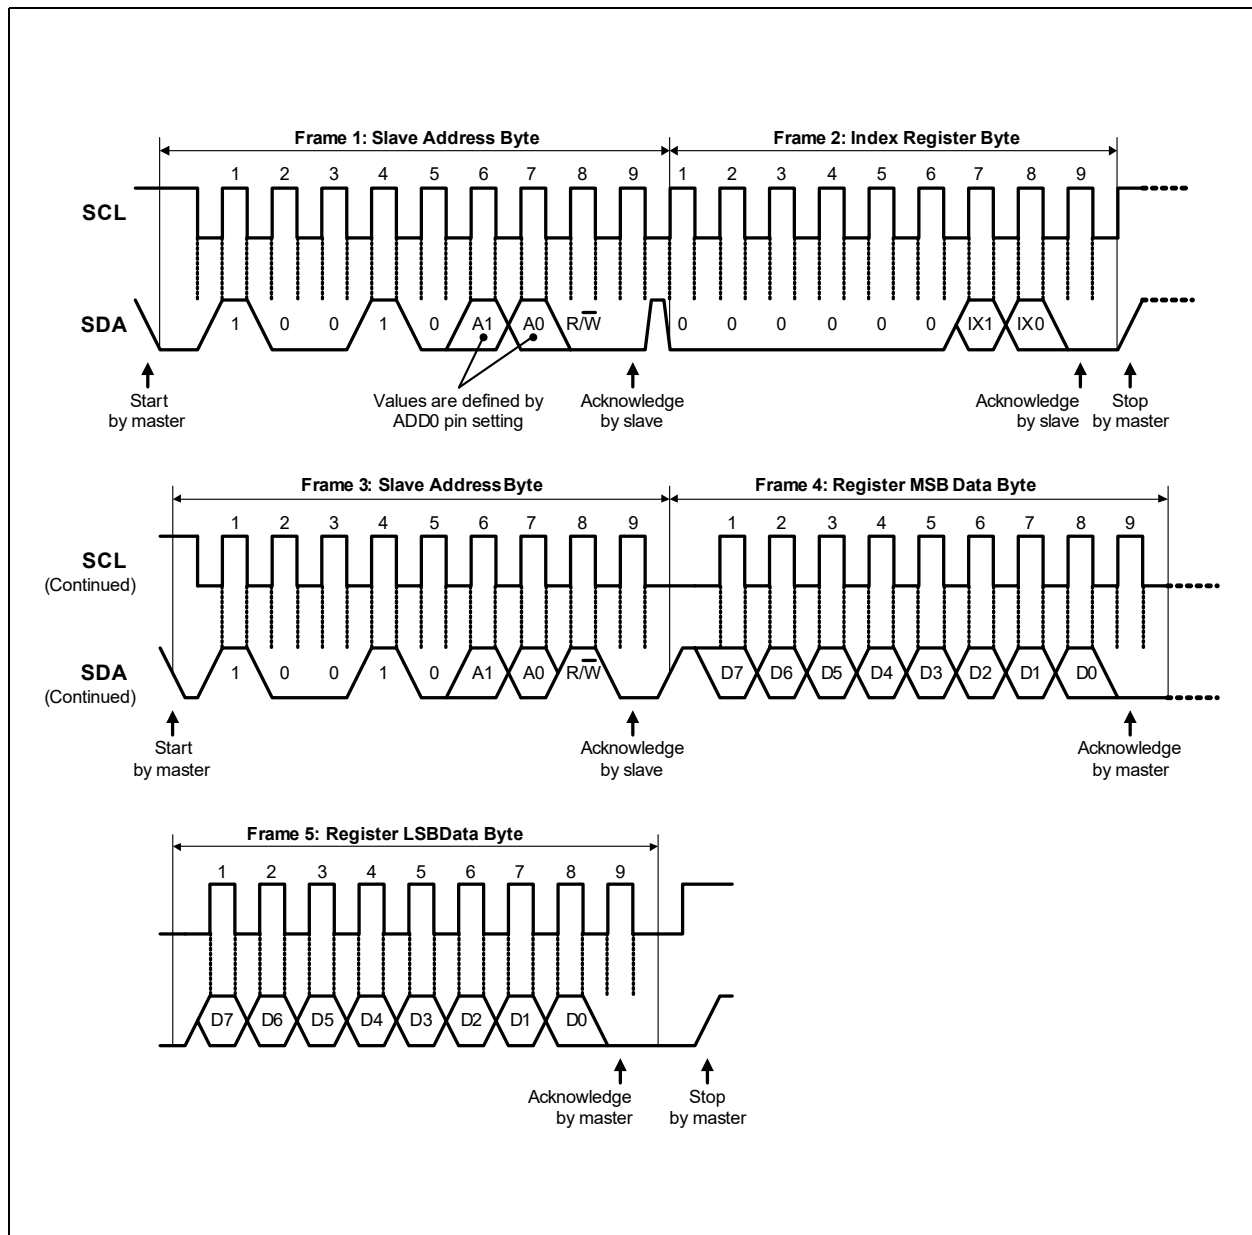 Frame 1: Slave Address Byte Frame 2: Index Register Byte
1 2 3 4 5 6 7 8 9 1 2 3 4 5 6 7 8 9
SCL
SDA 1 0 0 1 0 A1 A0 R/W̅ 0 0 0 0 0 0 IX1 IX0
Start
by master
Values are defined by
ADD0 pin setting
Acknowledge
by slave
Acknowledge
by slave
Stop
by master
Frame 3: Slave Address Byte Frame 4: Register MSB Data Byte
1 2 3 4 5 6 7 8 9 1 2 3 4 5 6 7 8 9
SCL
(Continued)
SDA 1 0 0 1 0 A1 A0 R/W̅ D7 D6 D5 D4 D3 D2 D1 D0
(Continued)
Start
by master
Acknowledge
by slave
Acknowledge
by master
Frame 5: Register LSBData Byte
1 2 3 4 5 6 7 8 9
D7 D6 D5 D4 D3 D2 D1 D0
Acknowledge
by master
Stop
by master